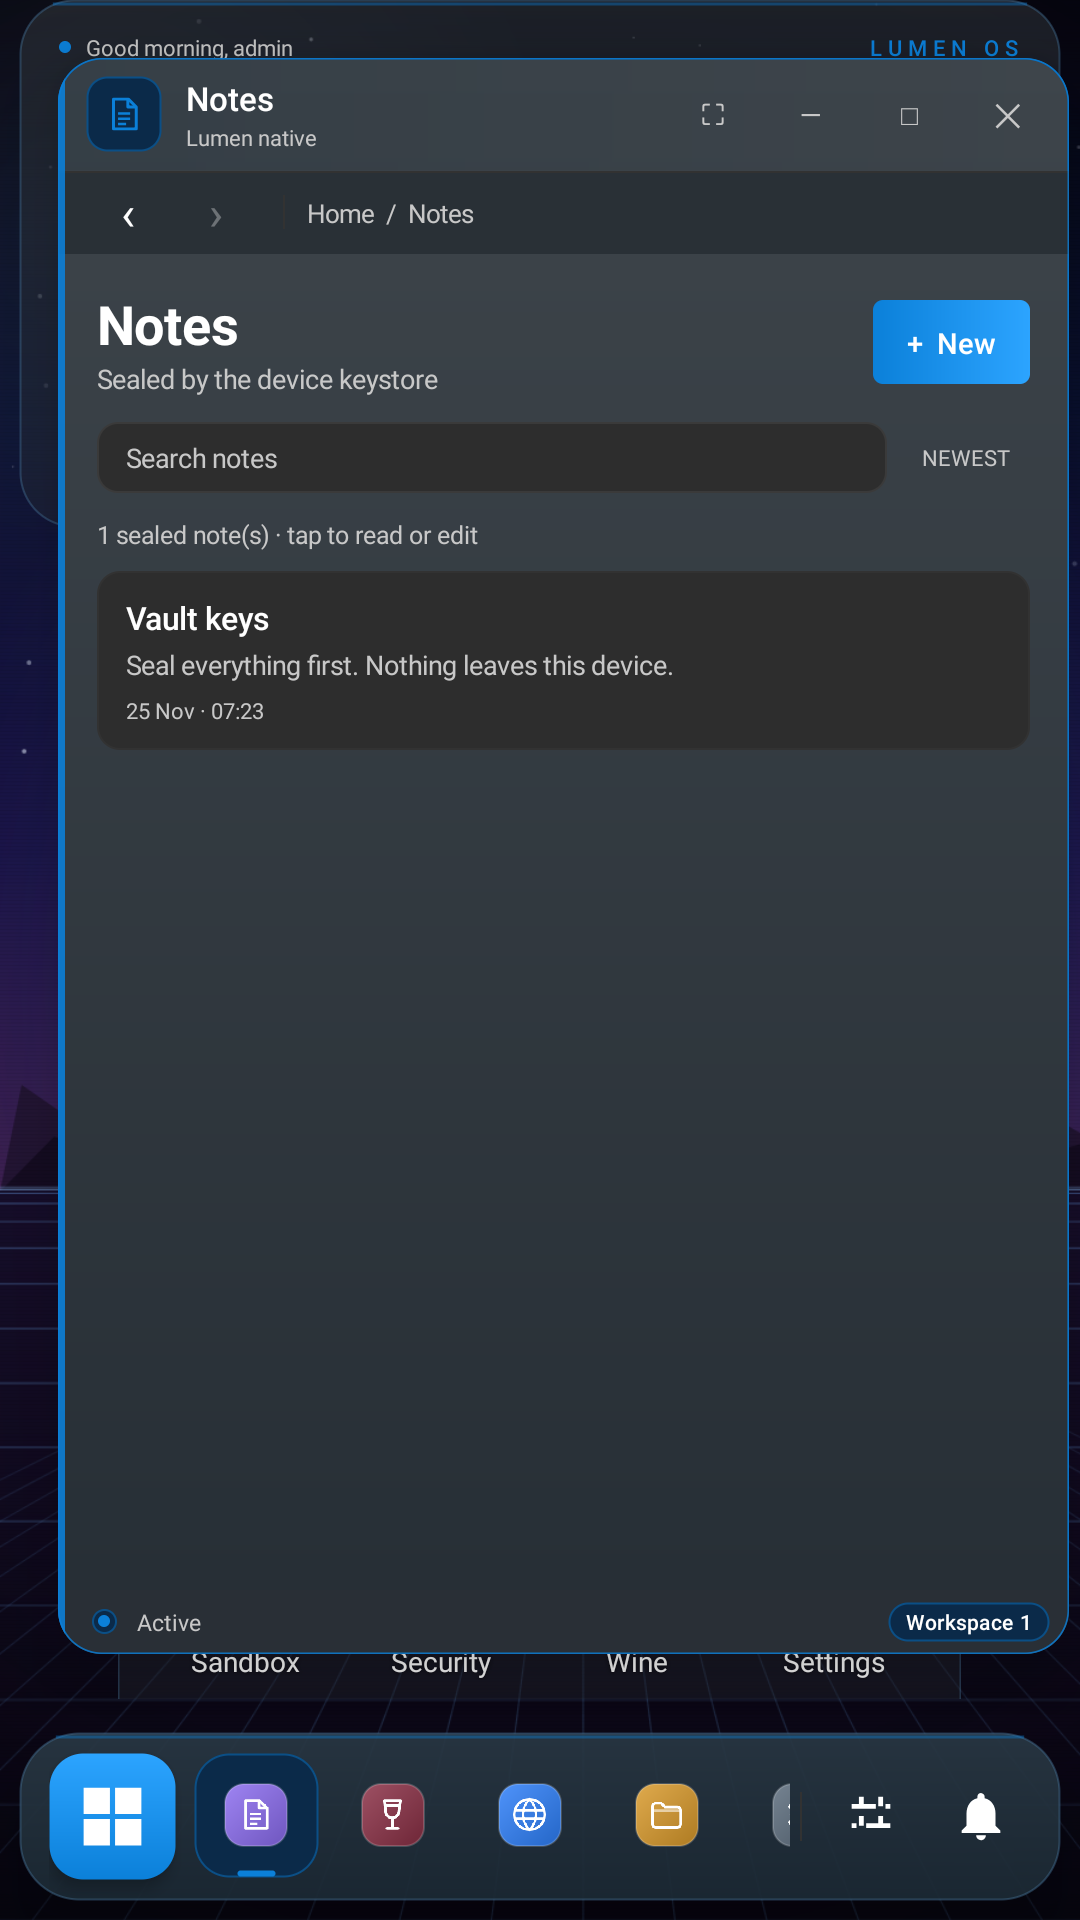 Good morning, admin
LUMEN OS
Notes
Lumen native
Home / Notes
Notes
Sealed by the device keystore
+ New
Search notes
NEWEST
1 sealed note(s) · tap to read or edit
Vault keys
Seal everything first. Nothing leaves this device.
25 Nov · 07:23
Active
Workspace 1
Sandbox
Security
Wine
Settings